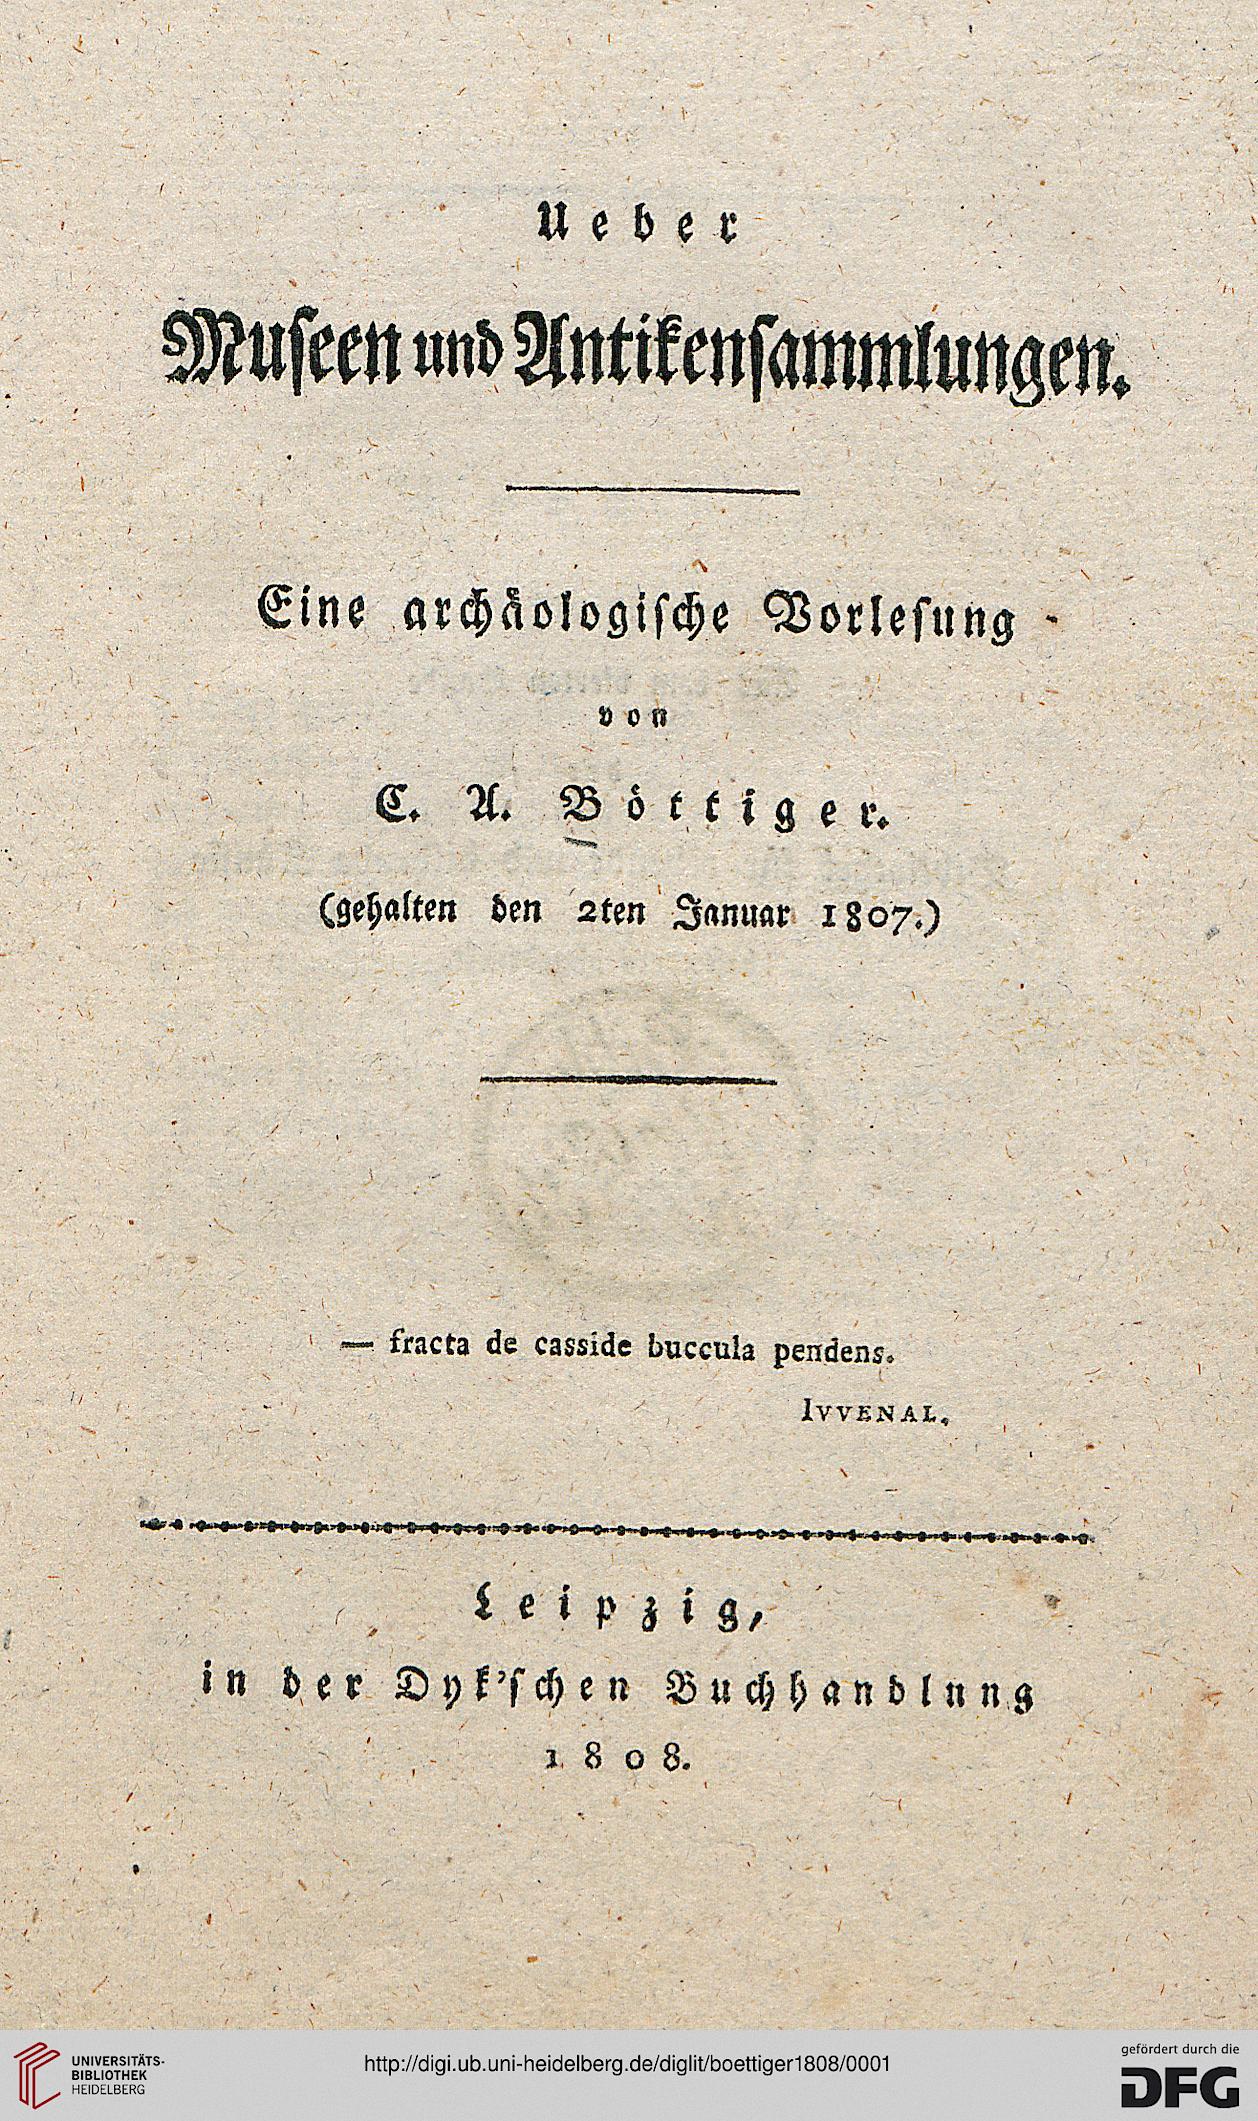 Ueber
Museen und Antikensammlungen.
Eine archäologische Vorlesung
von
C. A. Böttiger.
(gehalten den 2ten Januar 1807.)
— fracta de casside buccula pendens.
IVVENAL.
Leipzig,
in der Dyk'schen Buchhandlung
1808.
UNIVERSITÄTS-
BIBLIOTHEK
HEIDELBERG
http://digi.ub.uni-heidelberg.de/diglit/boettiger1808/0001
gefördert durch die
DFG